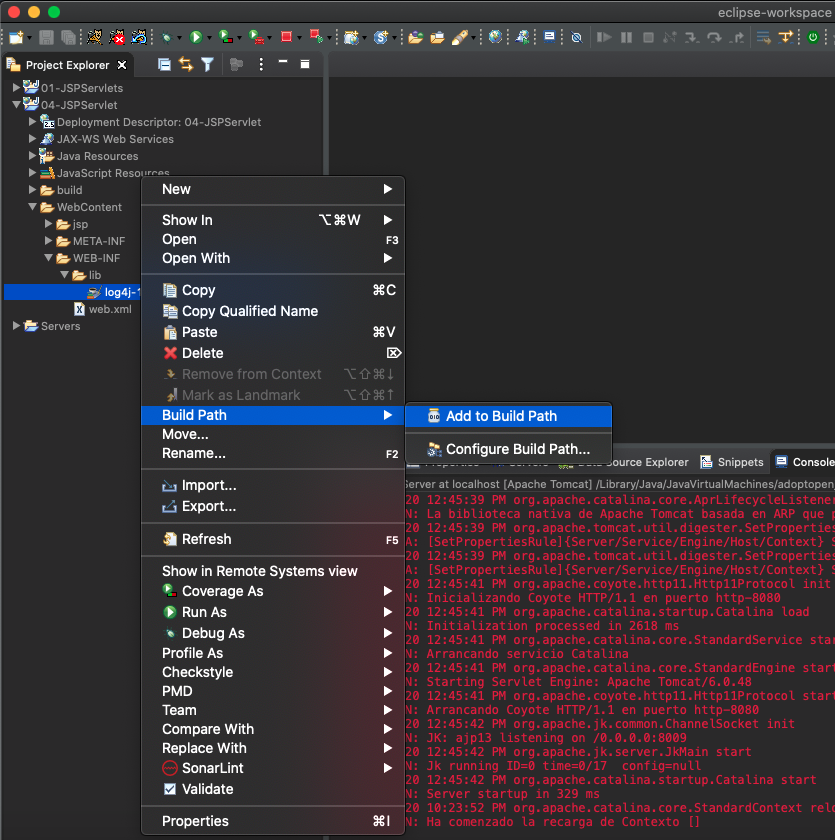 eclipse-workspace
Project Explorer
01-JSPServlets
04-JSPServlet
Deployment Descriptor: 04-JSPServlet
JAX-WS Web Services
Java Resources
JavaScript Resources
build
WebContent
jsp
META-INF
WEB-INF
lib
log4j-1
web.xml
Servers
New
Show In ⌥⌘W
Open F3
Open With
Copy ⌘C
Copy Qualified Name
Paste ⌘V
Delete ⌦
Remove from Context ⌥⇧⌘↓
Mark as Landmark ⌥⇧⌘↑
Build Path
Move...
Rename... F2
Import...
Export...
Refresh F5
Show in Remote Systems view
Coverage As
Run As
Debug As
Profile As
Checkstyle
PMD
Team
Compare With
Replace With
SonarLint
Validate
Properties ⌘I
Add to Build Path
Configure Build Path...
Source Explorer Snippets Console
Server at localhost [Apache Tomcat] /Library/Java/JavaVirtualMachines/adoptopen
20 12:45:39 PM org.apache.catalina.core.AprLifecycleListener
N: La biblioteca nativa de Apache Tomcat basada en ARP que p
20 12:45:39 PM org.apache.tomcat.util.digester.SetProperties
A: [SetPropertiesRule]{Server/Service/Engine/Host/Context} S
20 12:45:39 PM org.apache.tomcat.util.digester.SetProperties
A: [SetPropertiesRule]{Server/Service/Engine/Host/Context} S
20 12:45:41 PM org.apache.coyote.http11.Http11Protocol init
N: Inicializando Coyote HTTP/1.1 en puerto http-8080
20 12:45:41 PM org.apache.catalina.startup.Catalina load
N: Initialization processed in 2618 ms
20 12:45:41 PM org.apache.catalina.core.StandardService star
N: Arrancando servicio Catalina
20 12:45:41 PM org.apache.catalina.core.StandardEngine start
N: Starting Servlet Engine: Apache Tomcat/6.0.48
20 12:45:41 PM org.apache.coyote.http11.Http11Protocol start
N: Arrancando Coyote HTTP/1.1 en puerto http-8080
20 12:45:42 PM org.apache.jk.common.ChannelSocket init
N: JK: ajp13 listening on /0.0.0.0:8009
20 12:45:42 PM org.apache.jk.server.JkMain start
N: Jk running ID=0 time=0/17 config=null
20 12:45:42 PM org.apache.catalina.startup.Catalina start
N: Server startup in 329 ms
20 10:23:52 PM org.apache.catalina.core.StandardContext relo
N: Ha comenzado la recarga de Contexto []